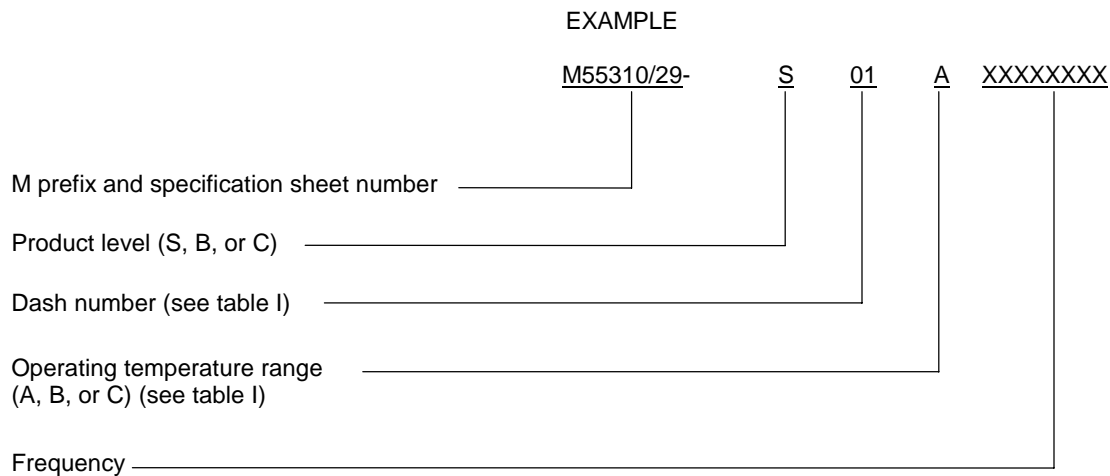 EXAMPLE
M55310/29- S 01 A XXXXXXXX
M prefix and specification sheet number
Product level (S, B, or C)
Dash number (see table I)
Operating temperature range
(A, B, or C) (see table I)
Frequency